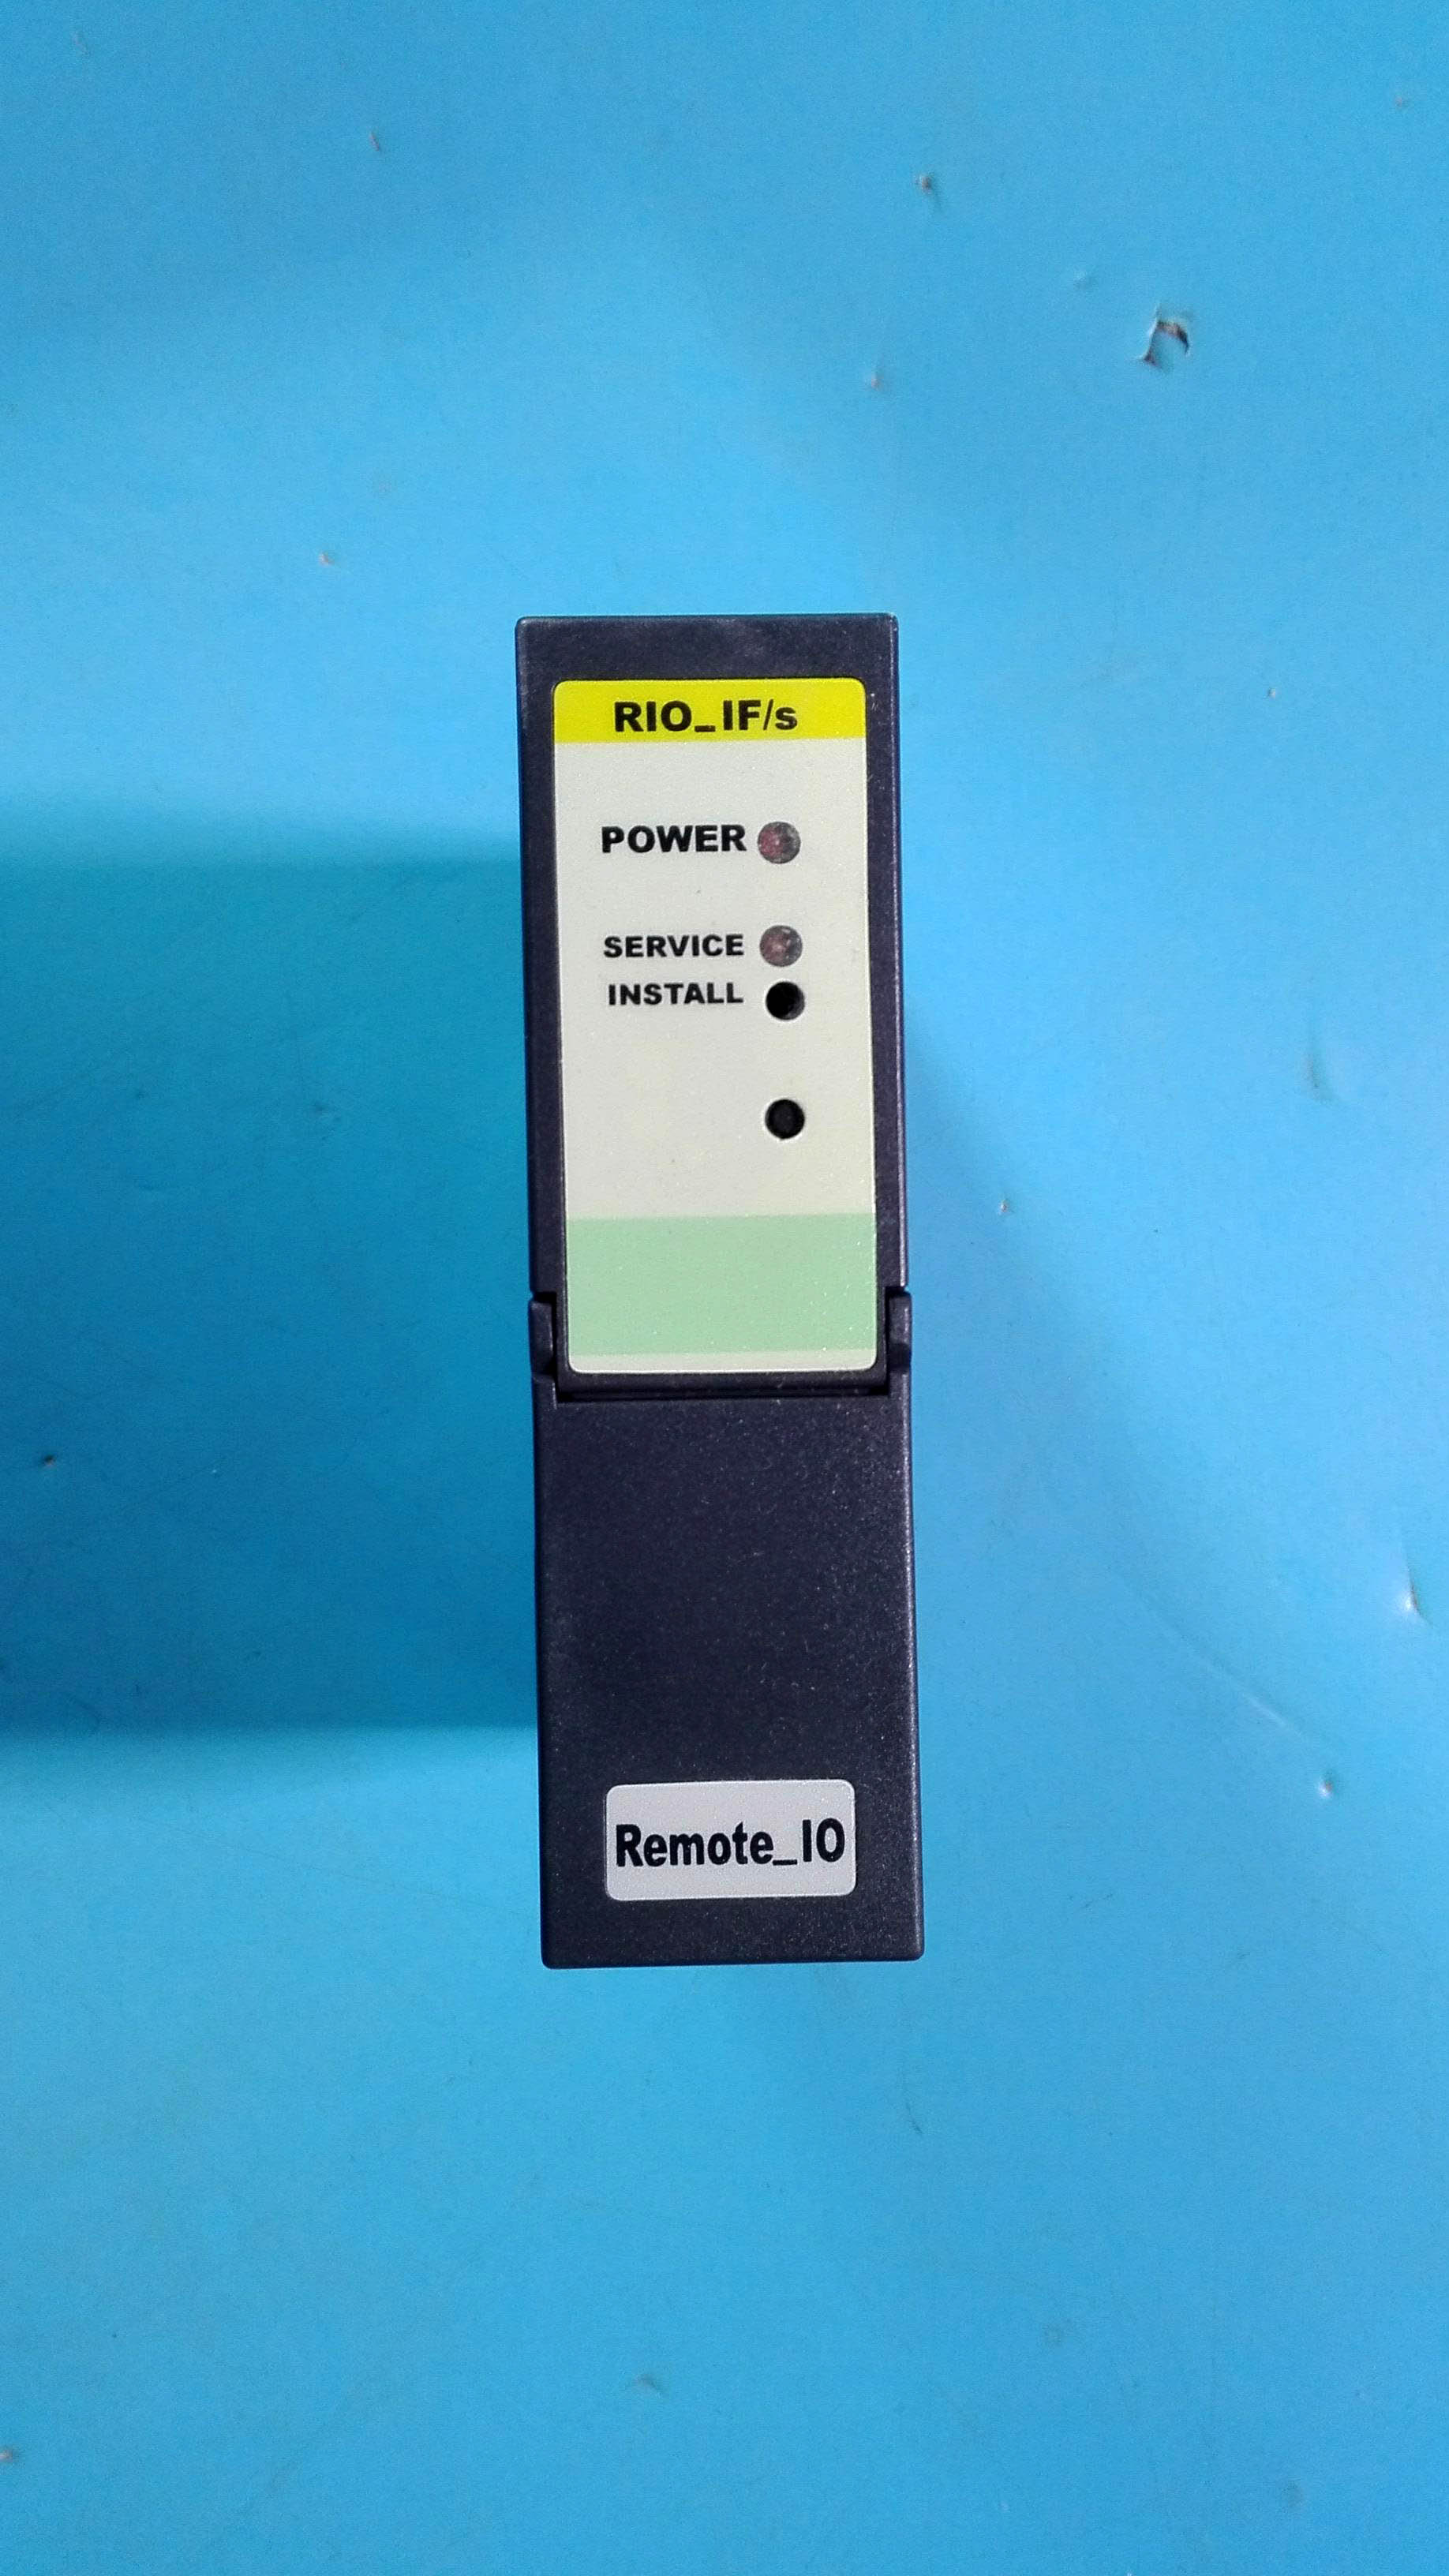 RIO_IF/s
POWER
SERVICE
INSTALL
Remote_IO